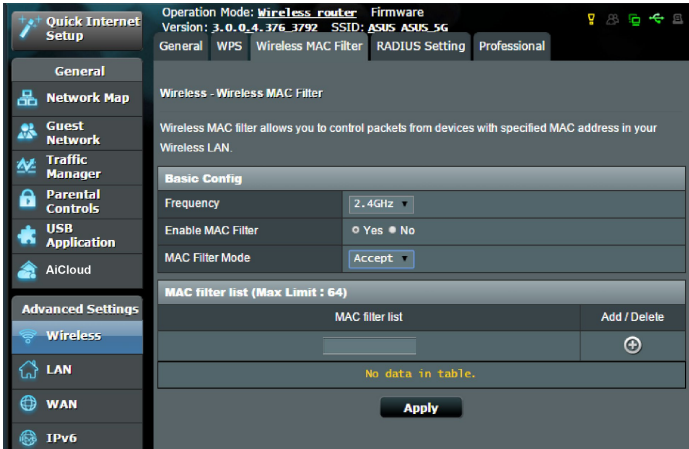 Quick Internet
Setup
Operation Mode: Wireless router Firmware
Version: 3.0.0.4.376_3792 SSID: ASUS ASUS_5G
General WPS Wireless MAC Filter RADIUS Setting Professional
General
Network Map
Guest
Network
Traffic
Manager
Parental
Controls
USB
Application
AiCloud
Advanced Settings
Wireless
LAN
WAN
IPv6
Wireless - Wireless MAC Filter
Wireless MAC filter allows you to control packets from devices with specified MAC address in your
Wireless LAN.
Basic Config
Frequency 2.4GHz
Enable MAC Filter Yes No
MAC Filter Mode Accept
MAC filter list (Max Limit : 64)
MAC filter list Add / Delete
No data in table.
Apply